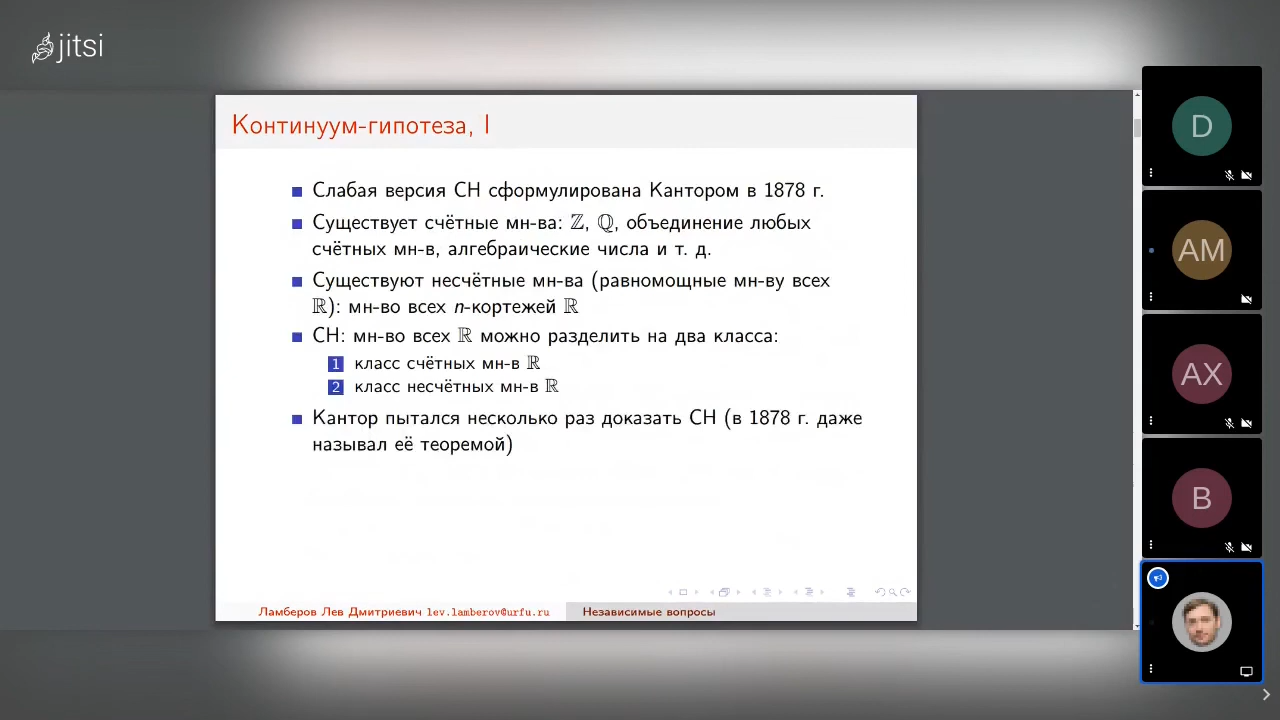 jitsi
Континуум-гипотеза, I
Слабая версия CH сформулирована Кантором в 1878 г.
Существует счётные мн-ва: ℤ, ℚ, объединение любых
счётных мн-в, алгебраические числа и т. д.
Существуют несчётные мн-ва (равномощные мн-ву всех
ℝ): мн-во всех n-кортежей ℝ
CH: мн-во всех ℝ можно разделить на два класса:
1 класс счётных мн-в ℝ
2 класс несчётных мн-в ℝ
Кантор пытался несколько раз доказать CH (в 1878 г. даже
называл её теоремой)
Ламберов Лев Дмитриевич lev.lamberov@urfu.ru
Независимые вопросы
D
AM
AX
B